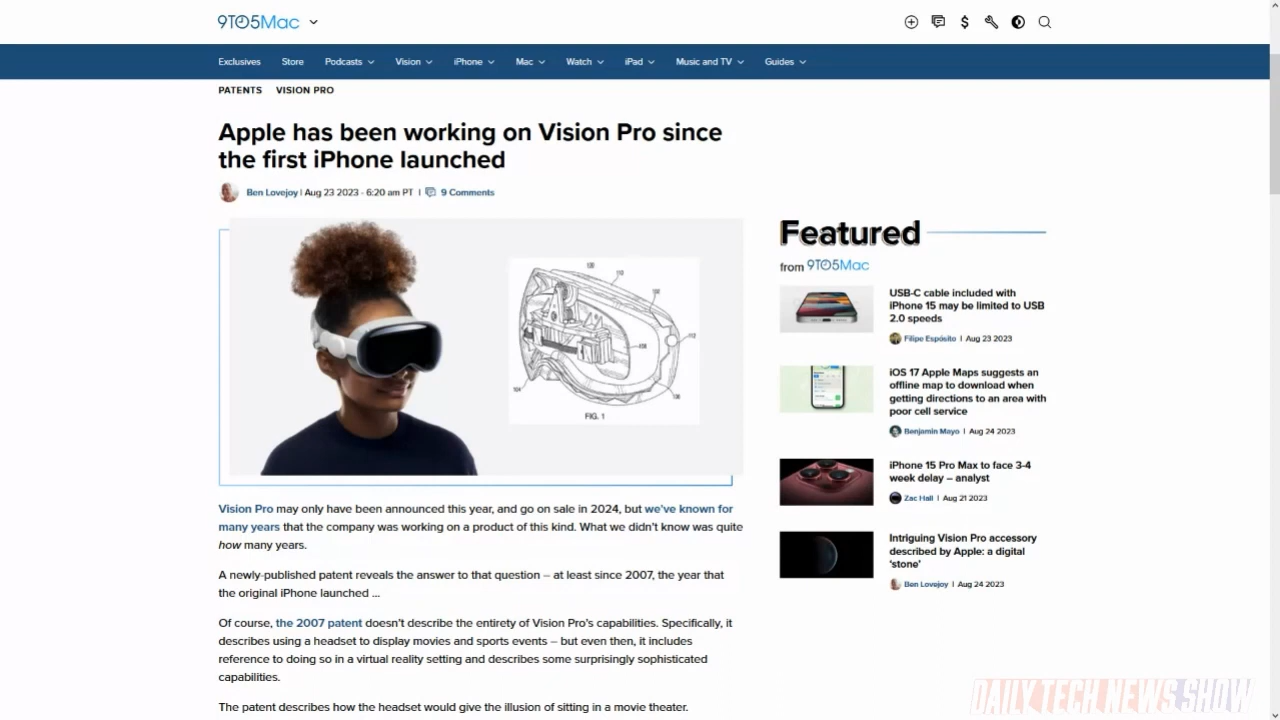 9TO5Mac
Exclusives Store Podcasts Vision iPhone Mac Watch iPad Music and TV Guides
PATENTS VISION PRO
Apple has been working on Vision Pro since
the first iPhone launched
Ben Lovejoy | Aug 23 2023 - 6:20 am PT | 9 Comments
FIG. 1
Vision Pro may only have been announced this year, and go on sale in 2024, but we've known for
many years that the company was working on a product of this kind. What we didn't know was quite
how many years.
A newly-published patent reveals the answer to that question – at least since 2007, the year that
the original iPhone launched ...
Of course, the 2007 patent doesn't describe the entirety of Vision Pro's capabilities. Specifically, it
describes using a headset to display movies and sports events – but even then, it includes
reference to doing so in a virtual reality setting and describes some surprisingly sophisticated
capabilities.
The patent describes how the headset would give the illusion of sitting in a movie theater.
Featured
from 9TO5Mac
USB-C cable included with
iPhone 15 may be limited to USB
2.0 speeds
Filipe Espósito | Aug 23 2023
iOS 17 Apple Maps suggests an
offline map to download when
getting directions to an area with
poor cell service
Benjamin Mayo | Aug 24 2023
iPhone 15 Pro Max to face 3-4
week delay – analyst
Zac Hall | Aug 21 2023
Intriguing Vision Pro accessory
described by Apple: a digital
'stone'
Ben Lovejoy | Aug 24 2023
DAILY TECH NEWS SHOW